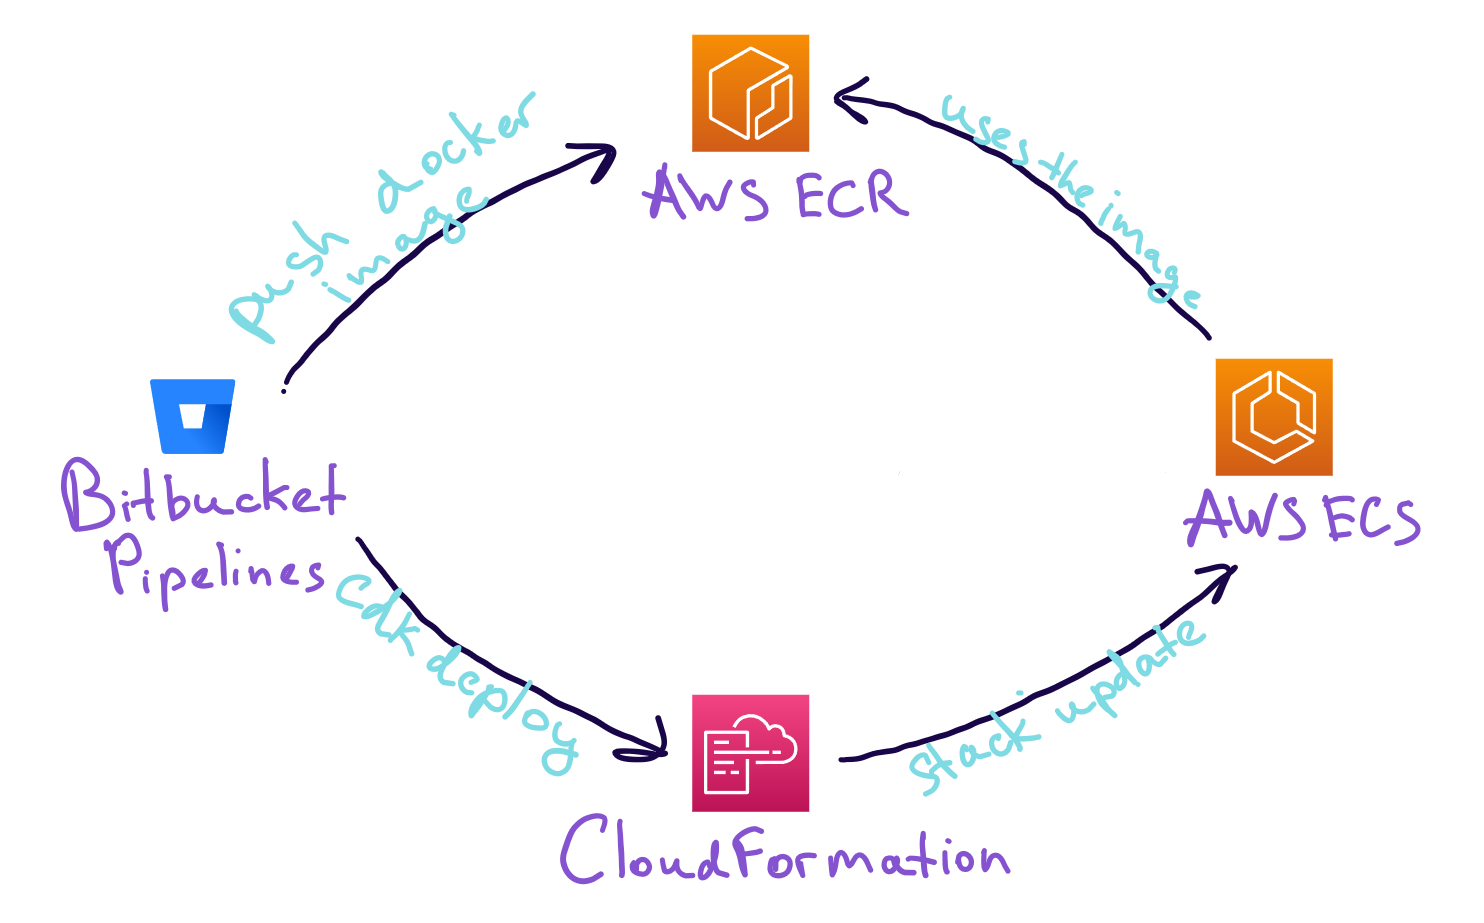 push docker
image
AWS ECR
uses the image
Bitbucket
Pipelines
AWS ECS
cdk deploy
stack update
CloudFormation